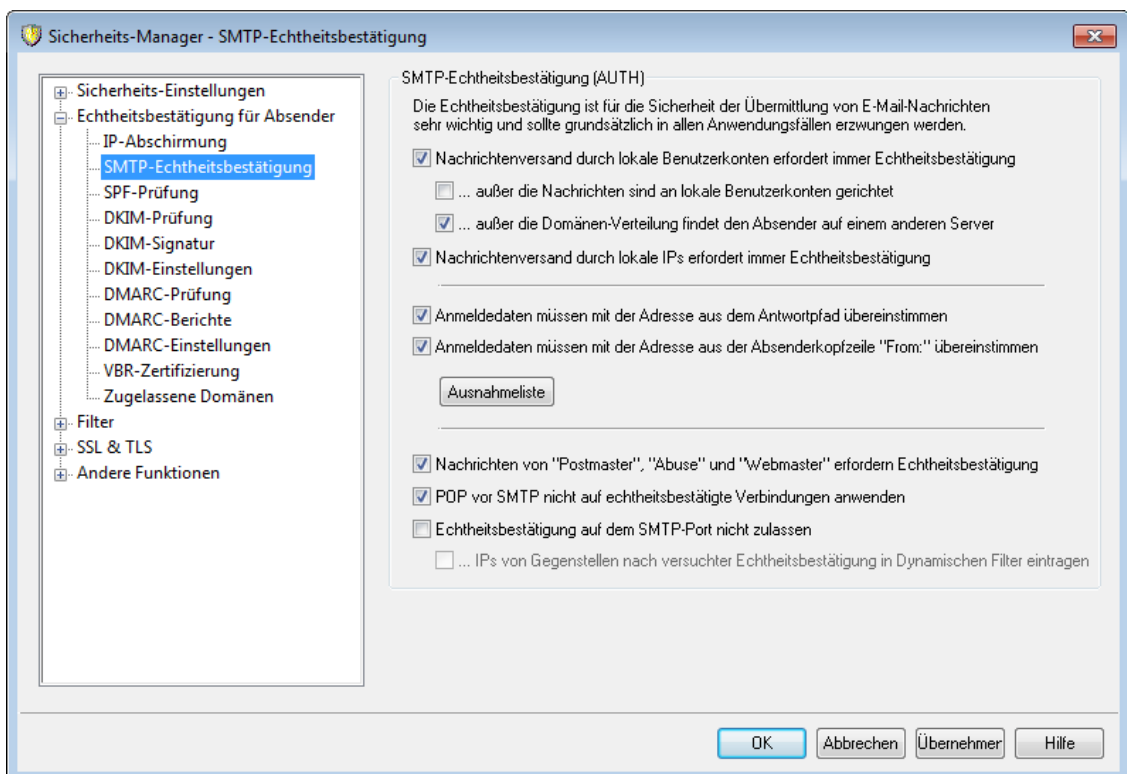 Sicherheits-Manager - SMTP-Echtheitsbestätigung
Sicherheits-Einstellungen
Echtheitsbestätigung für Absender
IP-Abschirmung
SMTP-Echtheitsbestätigung
SPF-Prüfung
DKIM-Prüfung
DKIM-Signatur
DKIM-Einstellungen
DMARC-Prüfung
DMARC-Berichte
DMARC-Einstellungen
VBR-Zertifizierung
Zugelassene Domänen
Filter
SSL & TLS
Andere Funktionen
SMTP-Echtheitsbestätigung (AUTH)
Die Echtheitsbestätigung ist für die Sicherheit der Übermittlung von E-Mail-Nachrichten
sehr wichtig und sollte grundsätzlich in allen Anwendungsfällen erzwungen werden.
Nachrichtenversand durch lokale Benutzerkonten erfordert immer Echtheitsbestätigung
... außer die Nachrichten sind an lokale Benutzerkonten gerichtet
... außer die Domänen-Verteilung findet den Absender auf einem anderen Server
Nachrichtenversand durch lokale IPs erfordert immer Echtheitsbestätigung
Anmeldedaten müssen mit der Adresse aus dem Antwortpfad übereinstimmen
Anmeldedaten müssen mit der Adresse aus der Absenderkopfzeile "From:" übereinstimmen
Ausnahmeliste
Nachrichten von "Postmaster", "Abuse" und "Webmaster" erfordern Echtheitsbestätigung
POP vor SMTP nicht auf echtheitsbestätigte Verbindungen anwenden
Echtheitsbestätigung auf dem SMTP-Port nicht zulassen
... IPs von Gegenstellen nach versuchter Echtheitsbestätigung in Dynamischen Filter eintragen
OK
Abbrechen
Übernehmer
Hilfe